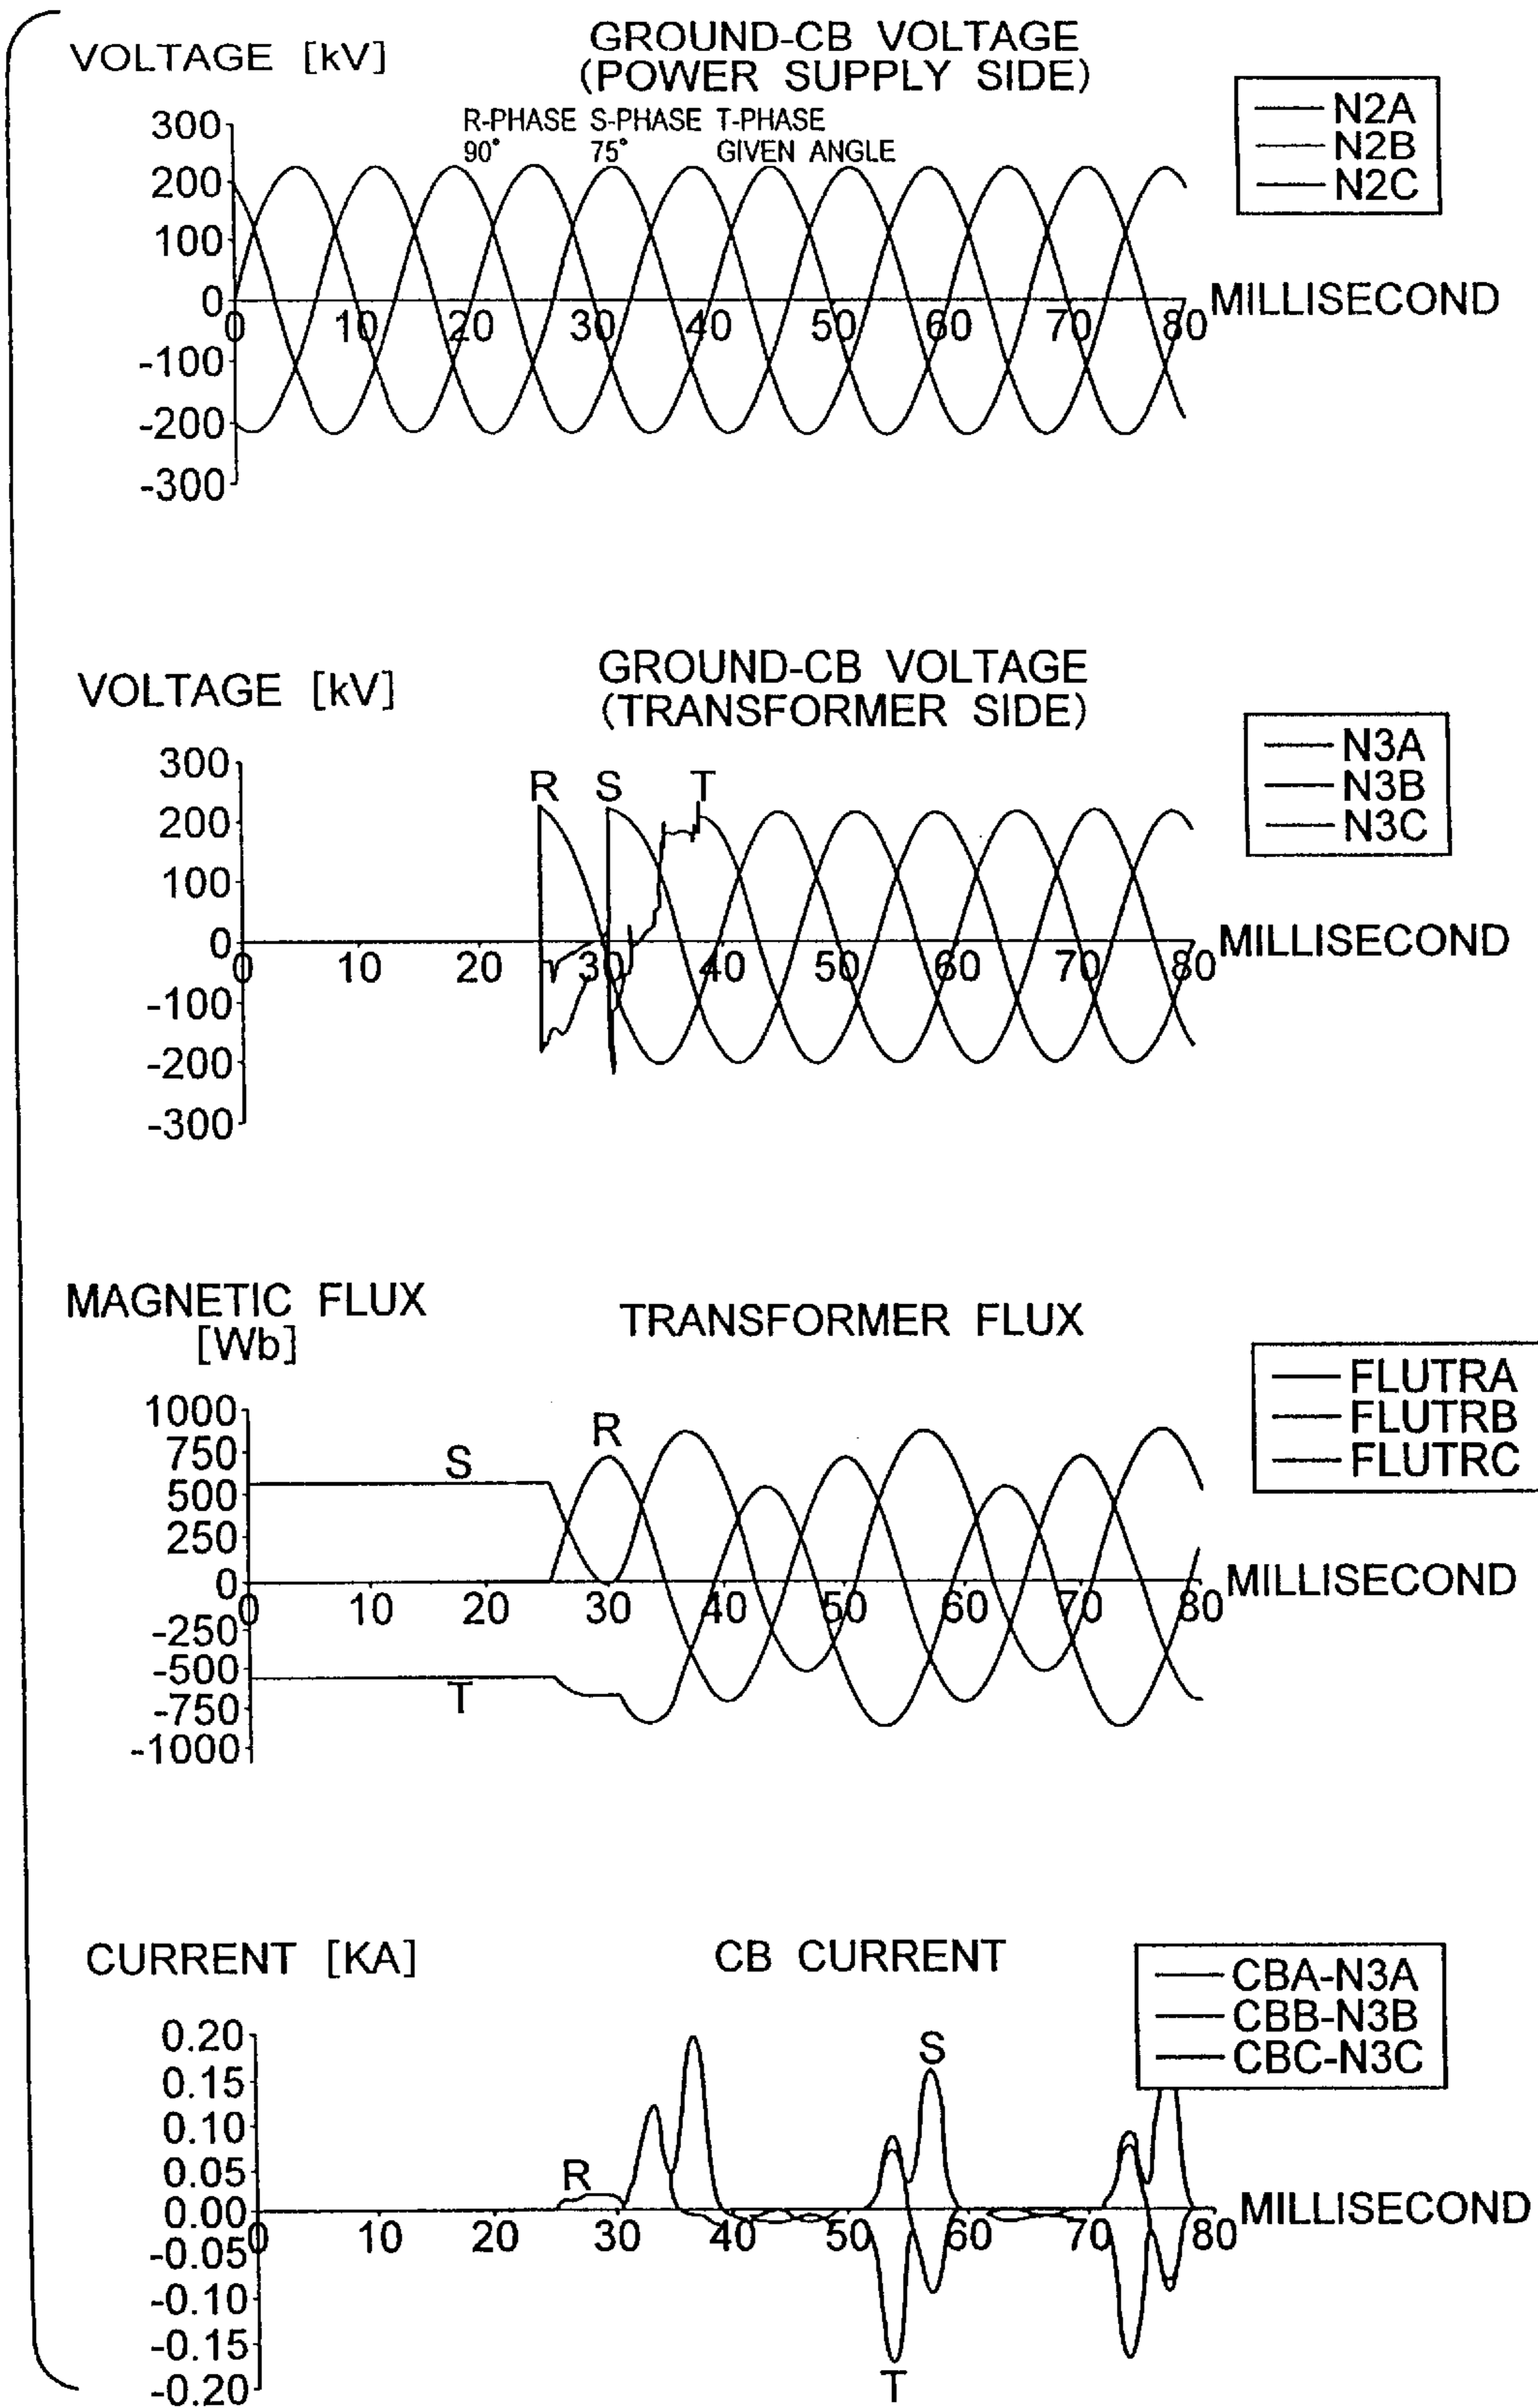 VOLTAGE [kV]
GROUND-CB VOLTAGE
(POWER SUPPLY SIDE)
R-PHASE S-PHASE T-PHASE
90° 75° GIVEN ANGLE
N2A
N2B
N2C
300
200
100
0
-100
-200
-300
0 10 20 30 40 50 60 70 80
MILLISECOND
VOLTAGE [kV]
GROUND-CB VOLTAGE
(TRANSFORMER SIDE)
N3A
N3B
N3C
R S T
300
200
100
0
-100
-200
-300
0 10 20 30 40 50 60 70 80
MILLISECOND
MAGNETIC FLUX
[Wb]
TRANSFORMER FLUX
FLUTRA
FLUTRB
FLUTRC
1000
750
500
250
0
-250
-500
-750
-1000
S
R
T
0 10 20 30 40 50 60 70 80
MILLISECOND
CURRENT [KA]
CB CURRENT
CBA-N3A
CBB-N3B
CBC-N3C
0.20
0.15
0.10
0.05
0.00
-0.05
-0.10
-0.15
-0.20
R
S
T
0 10 20 30 40 50 60 70 80
MILLISECOND